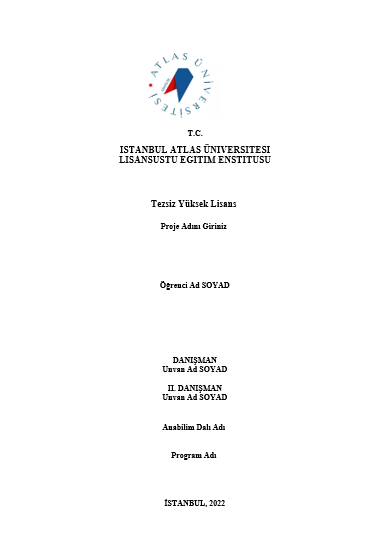 ATLAS ÜNİVERSİTESİ
T.C.
ISTANBUL ATLAS ÜNIVERSITESI
LISANSUSTU EGITIM ENSTITUSU
Tezsiz Yüksek Lisans
Proje Adını Giriniz
Öğrenci Ad SOYAD
DANIŞMAN
Unvan Ad SOYAD
II. DANIŞMAN
Unvan Ad SOYAD
Anabilim Dalı Adı
Program Adı
İSTANBUL, 2022